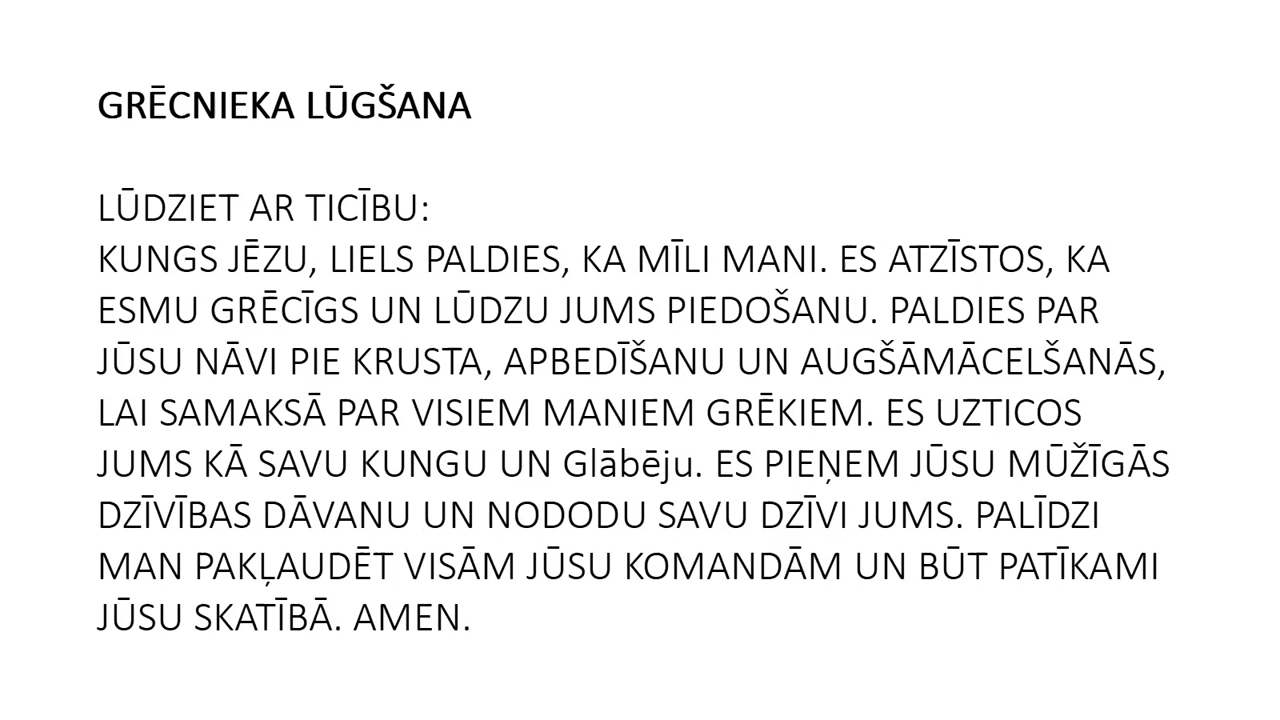 GRĒCNIEKA LŪGŠANA
LŪDZIET AR TICĪBU:
KUNGS JĒZU, LIELS PALDIES, KA MĪLI MANI. ES ATZĪSTOS, KA
ESMU GRĒCĪGS UN LŪDZU JUMS PIEDOŠANU. PALDIES PAR
JŪSU NĀVI PIE KRUSTA, APBEDĪŠANU UN AUGŠĀMĀCELŠANĀS,
LAI SAMAKSĀ PAR VISIEM MANIEM GRĒKIEM. ES UZTICOS
JUMS KĀ SAVU KUNGU UN Glābēju. ES PIEŅEM JŪSU MŪŽĪGĀS
DZĪVĪBAS DĀVANU UN NODODU SAVU DZĪVI JUMS. PALĪDZI
MAN PAKĻAUDĒT VISĀM JŪSU KOMANDĀM UN BŪT PATĪKAMI
JŪSU SKATĪBĀ. AMEN.